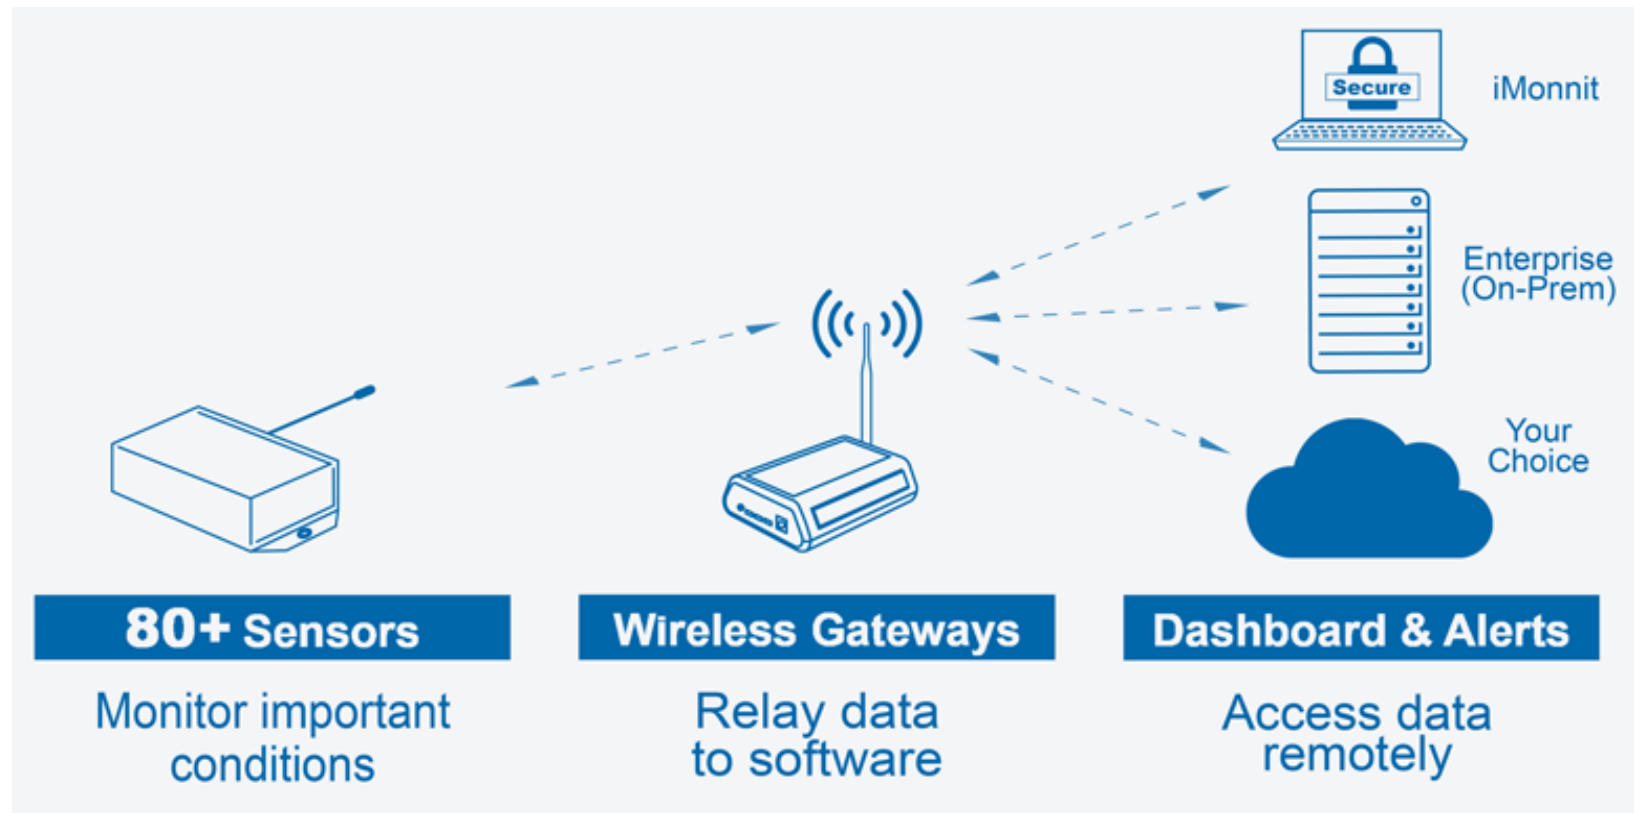 Secure
iMonnit
Enterprise
(On-Prem)
Your
Choice
80+ Sensors
Monitor important
conditions
Wireless Gateways
Relay data
to software
Dashboard & Alerts
Access data
remotely